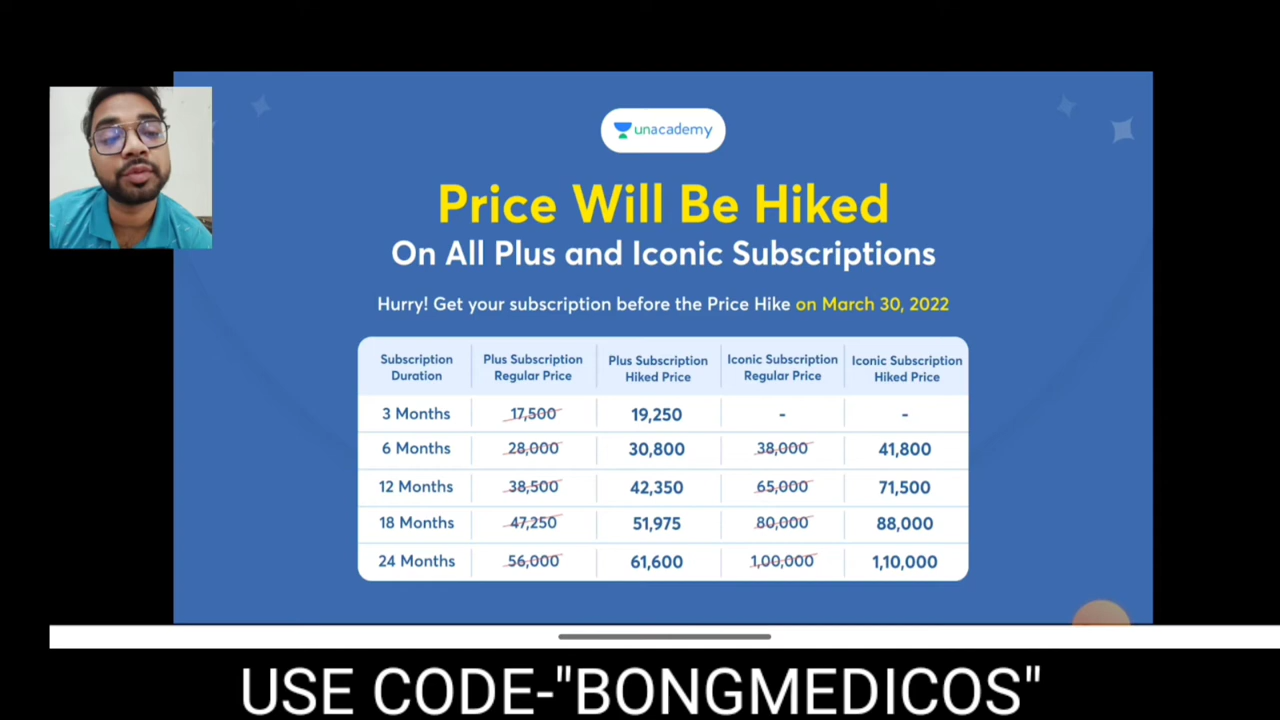 unacademy
Price Will Be Hiked
On All Plus and Iconic Subscriptions
Hurry! Get your subscription before the Price Hike on March 30, 2022
Subscription Duration Plus Subscription Regular Price Plus Subscription Hiked Price Iconic Subscription Regular Price Iconic Subscription Hiked Price
3 Months 17,500 19,250 - -
6 Months 28,000 30,800 38,000 41,800
12 Months 38,500 42,350 65,000 71,500
18 Months 47,250 51,975 80,000 88,000
24 Months 56,000 61,600 1,00,000 1,10,000
USE CODE-"BONGMEDICOS"